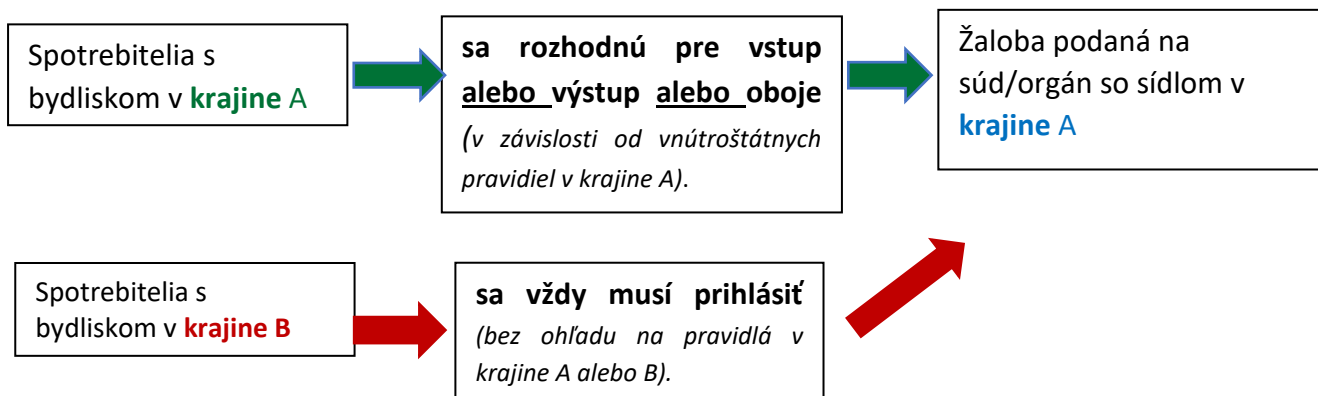 Spotrebitelia s
bydliskom v krajine A
sa rozhodnú pre vstup
alebo výstup alebo oboje
(v závislosti od vnútroštátnych
pravidiel v krajine A).
Žaloba podaná na
súd/orgán so sídlom v
krajine A
Spotrebitelia s
bydliskom v krajine B
sa vždy musí prihlásiť
(bez ohľadu na pravidlá v
krajine A alebo B).